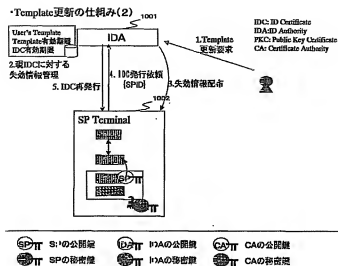 ・Template更新の仕組み(2)
1001
IDA
User's Template
Template有効期限
IDC有効期限
IDC: ID Certificate
IDA:ID Authority
PKC: Public Key Certificate
CA: Certificate Authority
1.Template
更新要求
2.現IDCに対する
失効情報管理
4. IDC発行依頼
{SPID}
3.失効情報配布
5. IDC再発行
1002
SP Terminal
SP
SP SPの公開鍵
IDA IDAの公開鍵
CA CAの公開鍵
SPの秘密鍵
IDAの秘密鍵
CAの秘密鍵